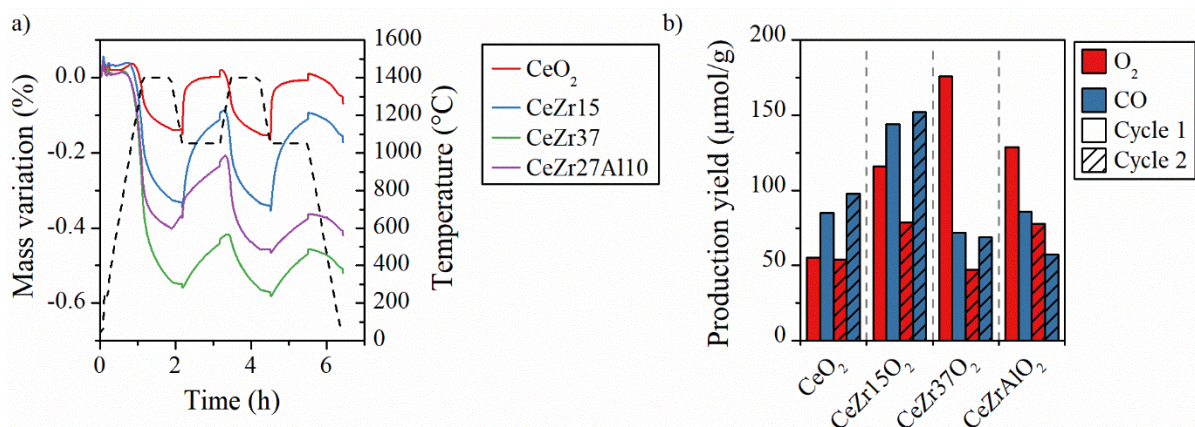 a)
Mass variation (%)
0.0
-0.2
-0.4
-0.6
0 2 4 6
Time (h)
1600
1400
1200
1000
800
600
400
200
0
Temperature (°C)
CeO₂
CeZr15
CeZr37
CeZr27Al10
b)
Production yield (μmol/g)
200
150
100
50
0
CeO₂
CeZr15O₂
CeZr37O₂
CeZrAlO₂
O₂
CO
Cycle 1
Cycle 2